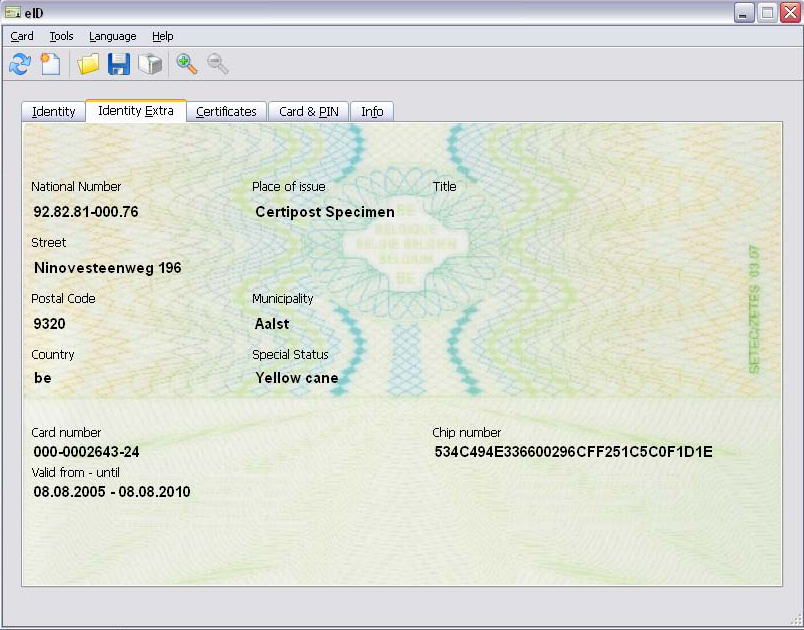 eID
Card Tools Language Help
Identity Identity Extra Certificates Card & PIN Info
National Number Place of issue Title
92.82.81-000.76 Certipost Specimen
Street
Ninovesteenweg 196
Postal Code Municipality
9320 Aalst
Country Special Status
be Yellow cane
Card number Chip number
000-0002643-24 534C494E336600296CFF251C5C0F1D1E
Valid from - until
08.08.2005 - 08.08.2010
BE
BELGIQUE
BELGIE BELGIEN
BELGIUM
BE
SETEC/ZETES 03 07